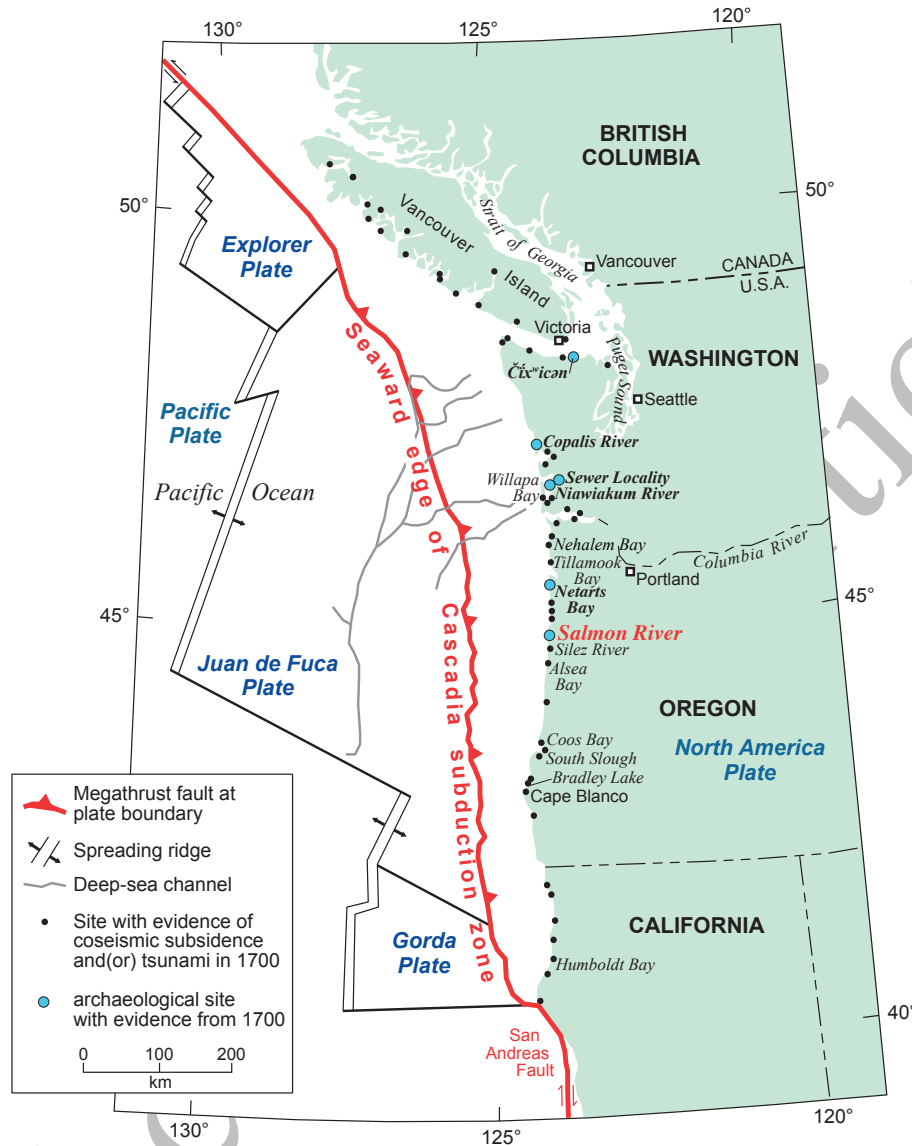 130°
125°
120°
BRITISH
COLUMBIA
50°
50°
Vancouver
Island
Strait of Georgia
Vancouver
CANADA
U.S.A.
Explorer
Plate
Victoria
Puget Sound
WASHINGTON
Seaward edge of
Cascadia subduction zone
Seattle
Pacific
Plate
Copalis River
Pacific Ocean
Sewer Locality
Willapa
Bay
Niawiakum River
Columbia River
Nehalem Bay
Tillamook
Bay
Portland
45°
45°
Netarts
Bay
Salmon River
Juan de Fuca
Plate
Silez River
Alsea
Bay
OREGON
North America
Plate
Coos Bay
South Slough
Bradley Lake
Cape Blanco
Megathrust fault at
plate boundary
Spreading ridge
Deep-sea channel
Site with evidence of
coseismic subsidence
and(or) tsunami in 1700
archaeological site
with evidence from 1700
0 100 200
km
Gorda
Plate
CALIFORNIA
Humboldt Bay
40°
San
Andreas
Fault
130°
125°
120°